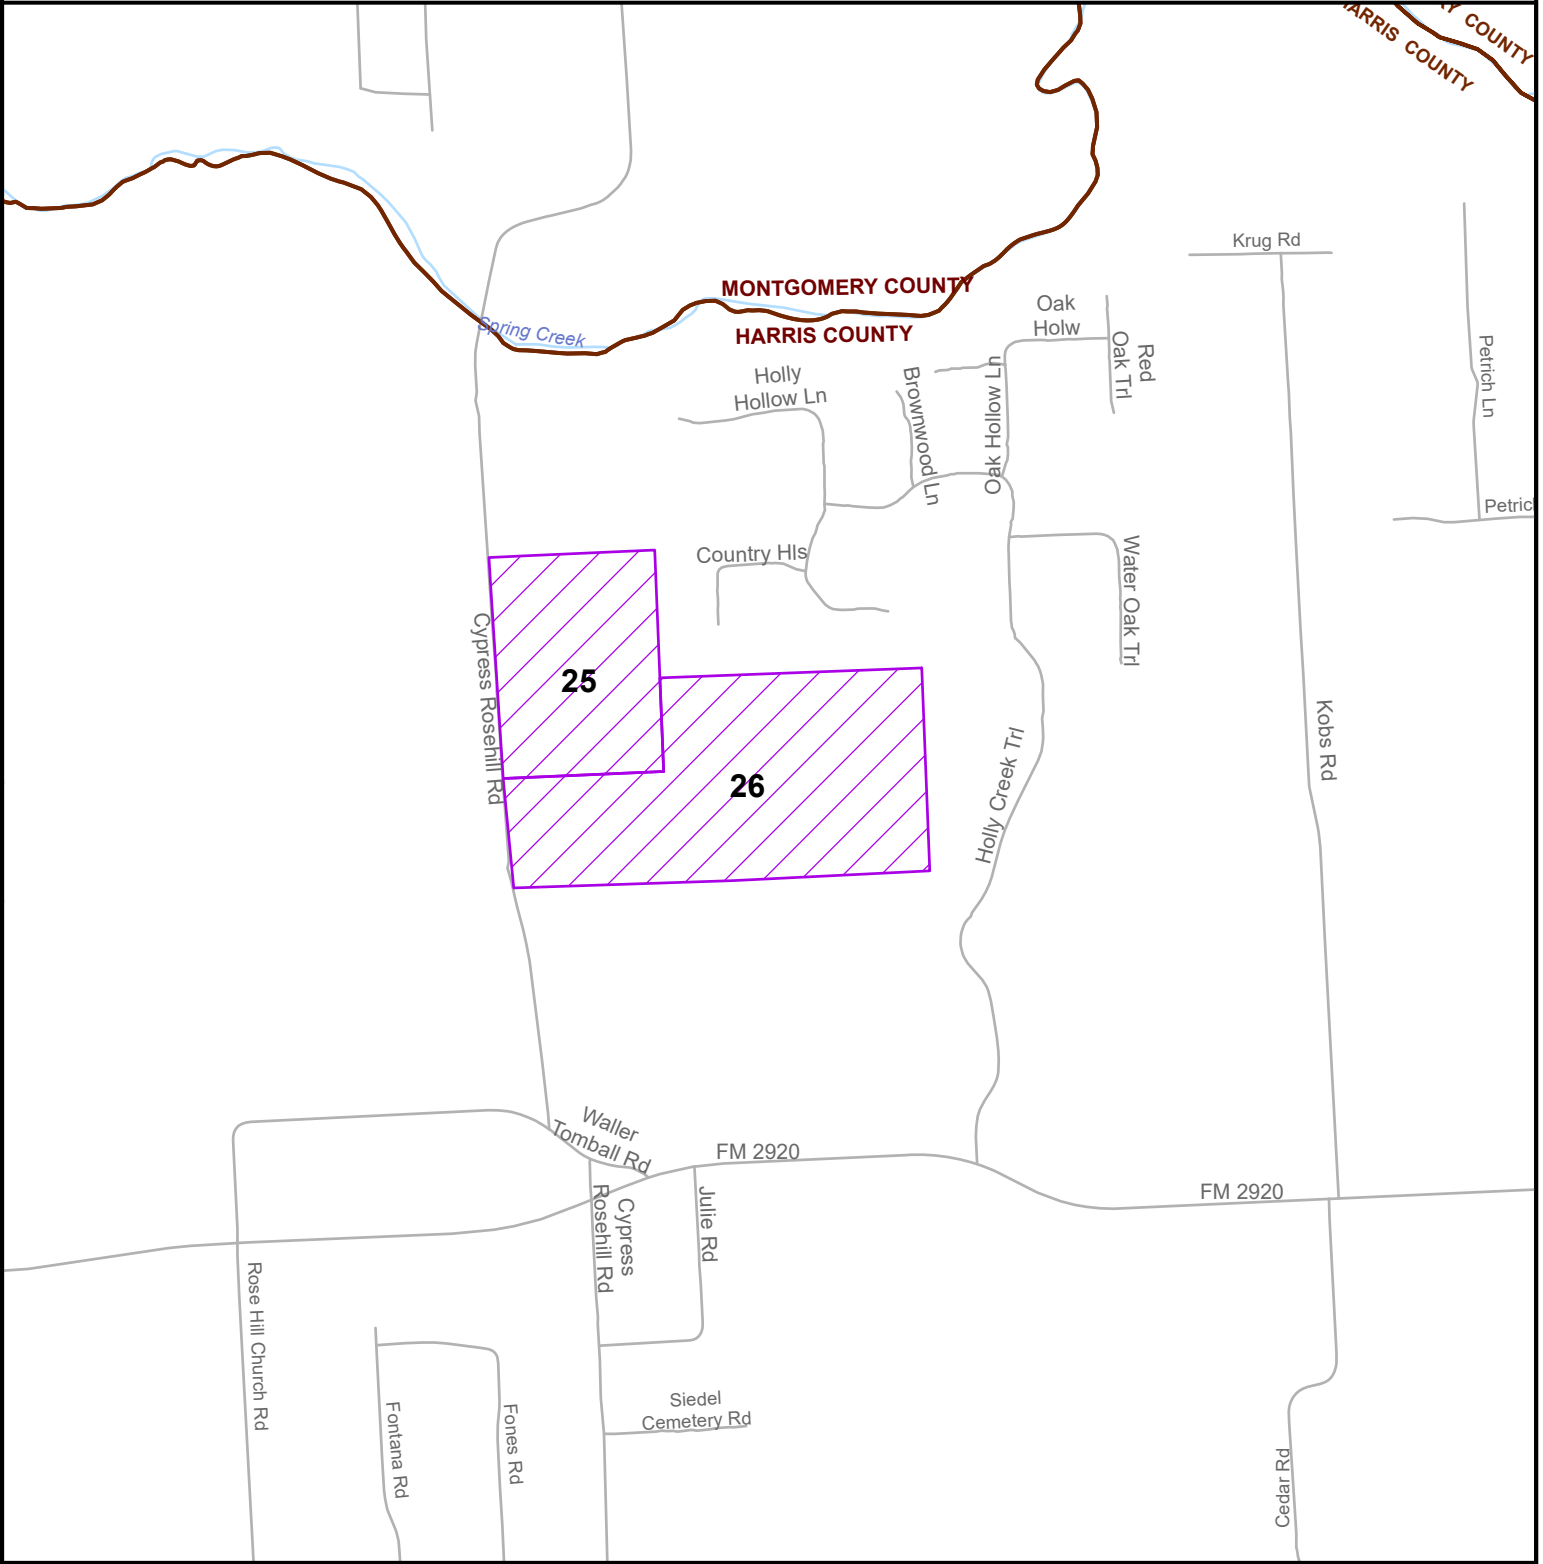 HARRIS COUNTY
COUNTY
Krug Rd
MONTGOMERY COUNTY
Spring Creek
HARRIS COUNTY
Oak
Holw
Red
Oak Trl
Petrich Ln
Holly
Hollow Ln
Brownwood Ln
Oak Hollow Ln
Country Hls
Water Oak Trl
Cypress Rosehill Rd
25
26
Holly Creek Trl
Kobs Rd
Waller
Tomball Rd
FM 2920
FM 2920
Cypress
Rosehill Rd
Julie Rd
Rose Hill Church Rd
Fontana Rd
Fones Rd
Siedel
Cemetery Rd
Cedar Rd